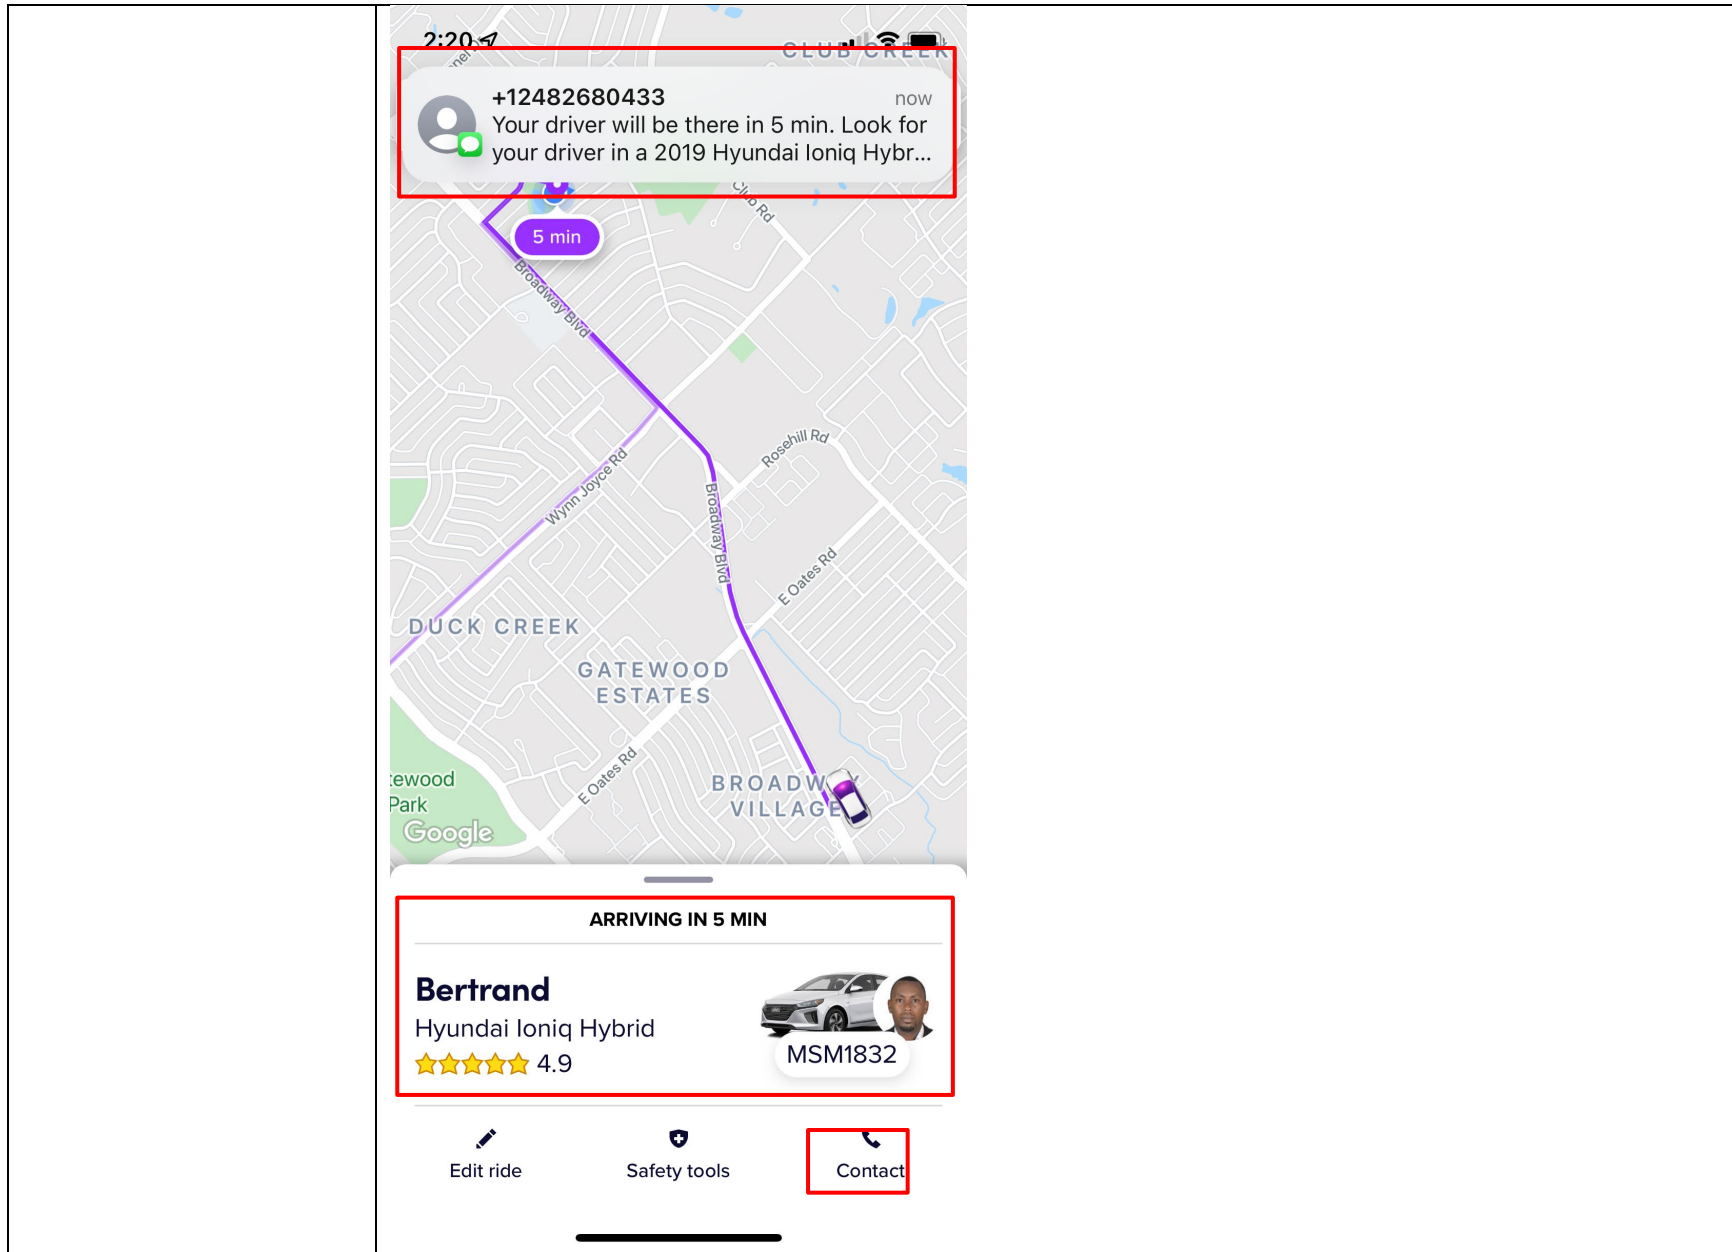 2:20
CLUB CREEK
+12482680433
now
Your driver will be there in 5 min. Look for
your driver in a 2019 Hyundai Ioniq Hybr...
Club Rd
5 min
Broadway Blvd
Rosehill Rd
Wynn Joyce Rd
Broadway Blvd
E Oates Rd
DUCK CREEK
GATEWOOD
ESTATES
E Oates Rd
BROADW
VILLAGE
tewood
Park
Google
ARRIVING IN 5 MIN
Bertrand
Hyundai Ioniq Hybrid
4.9
MSM1832
Edit ride
Safety tools
Contact